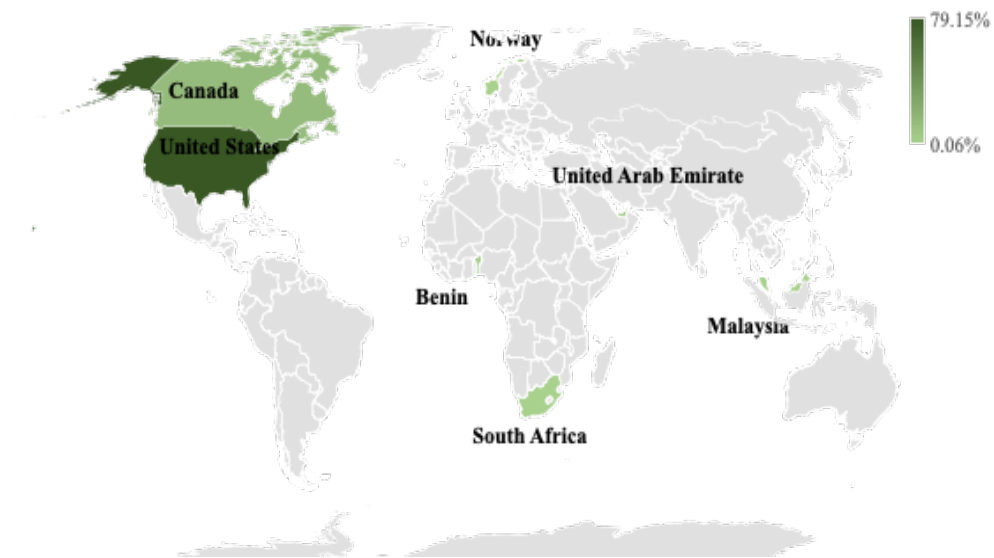 79.15%
Norway
Canada
0.06%
United States
United Arab Emirate
Benin
Malaysia
South Africa